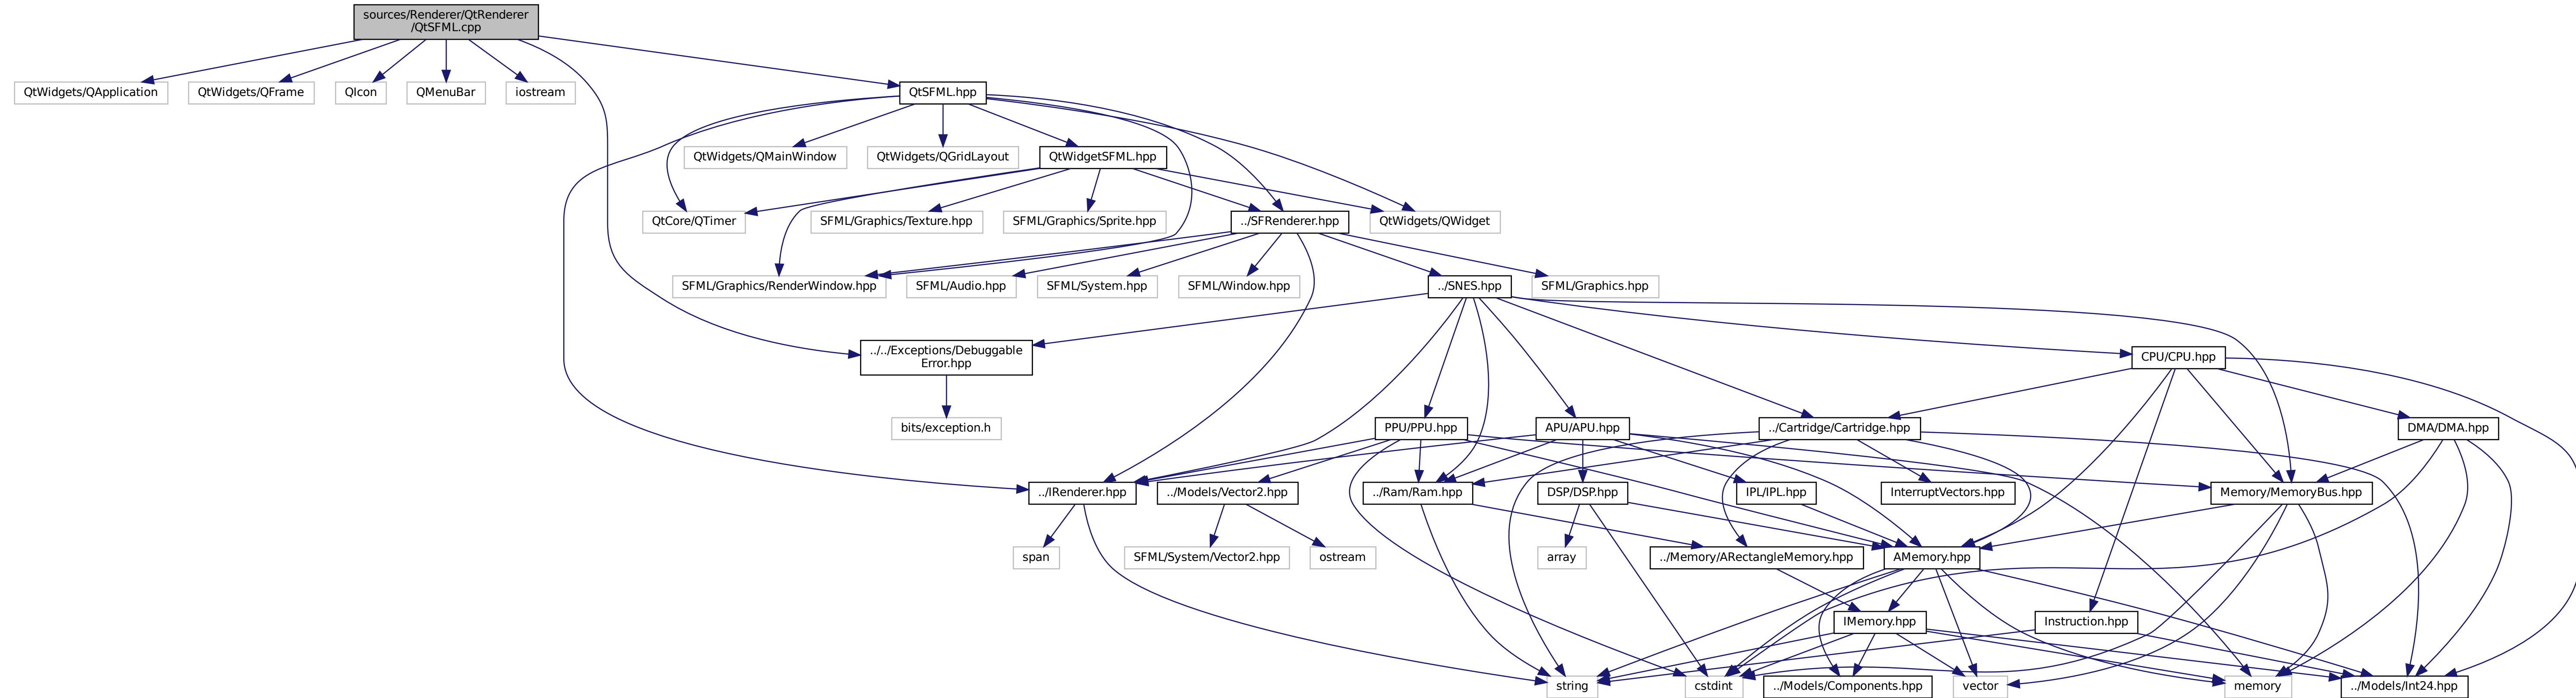 sources/Renderer/QtRenderer
/QtSFML.cpp
QtWidgets/QApplication
QtWidgets/QFrame
QIcon
QMenuBar
iostream
QtSFML.hpp
QtWidgets/QMainWindow
QtWidgets/QGridLayout
QtWidgetSFML.hpp
QtCore/QTimer
SFML/Graphics/Texture.hpp
SFML/Graphics/Sprite.hpp
../SFRenderer.hpp
QtWidgets/QWidget
SFML/Graphics/RenderWindow.hpp
SFML/Audio.hpp
SFML/System.hpp
SFML/Window.hpp
../SNES.hpp
SFML/Graphics.hpp
../../Exceptions/Debuggable
Error.hpp
CPU/CPU.hpp
bits/exception.h
PPU/PPU.hpp
APU/APU.hpp
../Cartridge/Cartridge.hpp
DMA/DMA.hpp
../IRenderer.hpp
../Models/Vector2.hpp
../Ram/Ram.hpp
DSP/DSP.hpp
IPL/IPL.hpp
InterruptVectors.hpp
Memory/MemoryBus.hpp
span
SFML/System/Vector2.hpp
ostream
array
../Memory/ARectangleMemory.hpp
AMemory.hpp
IMemory.hpp
Instruction.hpp
string
cstdint
../Models/Components.hpp
vector
memory
../Models/Int24.hpp